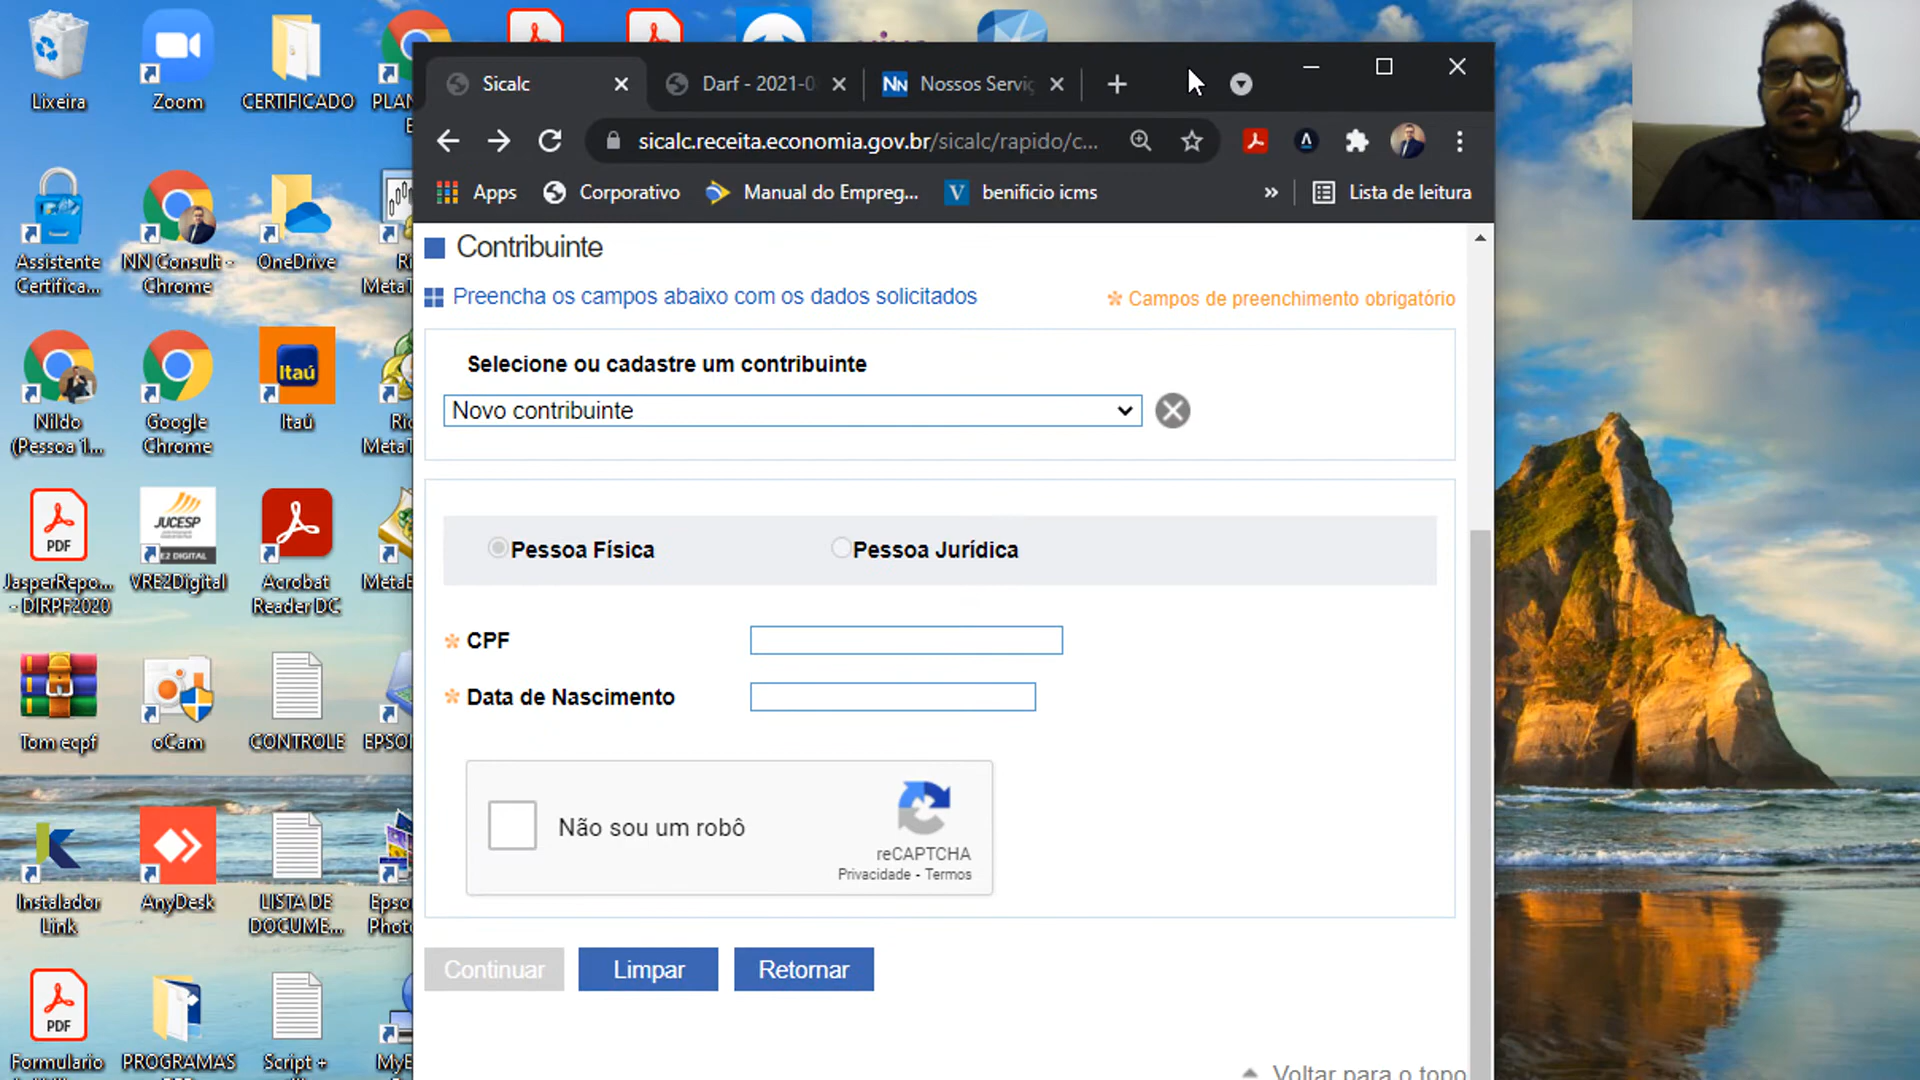 Lixeira
Zoom
CERTIFICADO
Sicalc
Darf - 2021-0
Nn
Nossos Serviç
sicalc.receita.economia.gov.br/sicalc/rapido/c...
Apps
Corporativo
Manual do Empreg...
V
benificio icms
»
Lista de leitura
Assistente
Certifica...
NN Consult -
Chrome
OneDrive
Contribuinte
Preencha os campos abaixo com os dados solicitados
* Campos de preenchimento obrigatório
Selecione ou cadastre um contribuinte
Novo contribuinte
Nildo
(Pessoa 1...
Google
Chrome
Itaú
Itaú
Pessoa Física
Pessoa Jurídica
* CPF
* Data de Nascimento
PDF
JasperRepo...
- DIRPF2020
JUCESP
E2 DIGITAL
VRE2Digital
Acrobat
Reader DC
Tom ecpf
oCam
CONTROLE
Não sou um robô
reCAPTCHA
Privacidade - Termos
Instalador
Link
AnyDesk
LISTA DE
DOCUME...
Continuar
Limpar
Retornar
PDF
Formulario
PROGRAMAS
Script +
Voltar para o topo